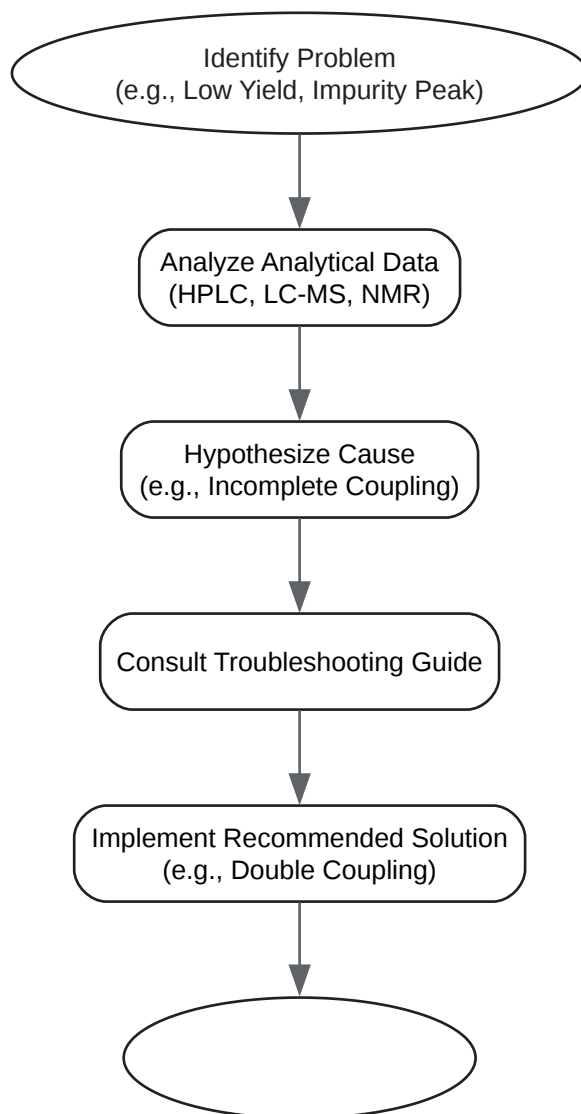 Identify Problem
(e.g., Low Yield, Impurity Peak)
Analyze Analytical Data
(HPLC, LC-MS, NMR)
Hypothesize Cause
(e.g., Incomplete Coupling)
Consult Troubleshooting Guide
Implement Recommended Solution
(e.g., Double Coupling)